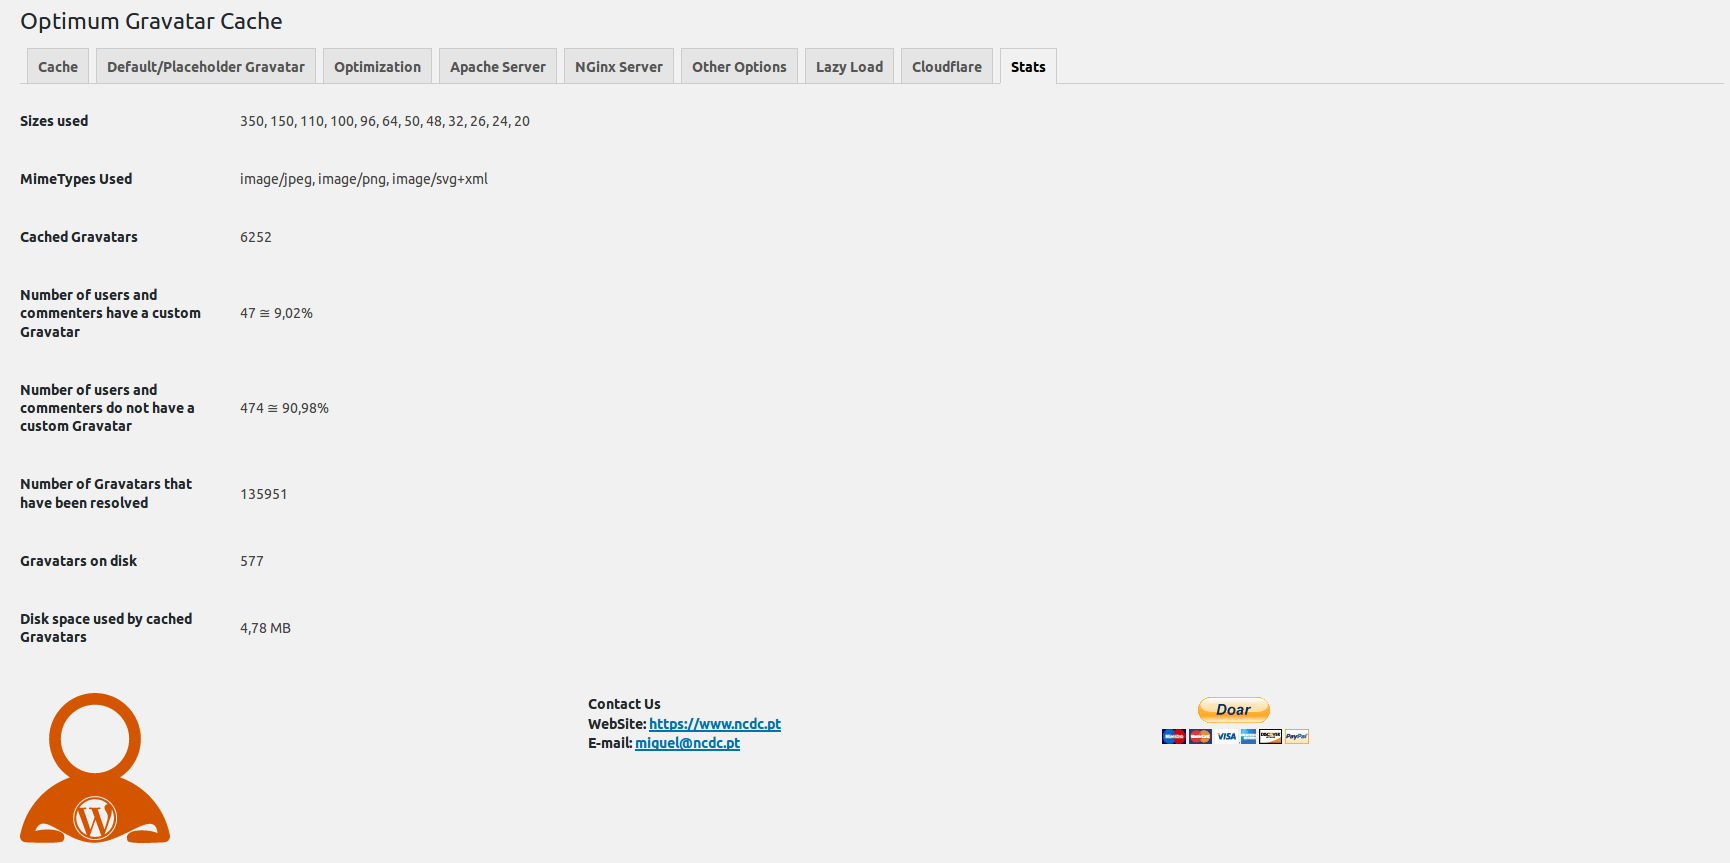 Optimum Gravatar Cache
Cache Default/Placeholder Gravatar Optimization Apache Server NGinx Server Other Options Lazy Load Cloudflare Stats
Sizes used 350, 150, 110, 100, 96, 64, 50, 48, 32, 26, 24, 20
MimeTypes Used image/jpeg, image/png, image/svg+xml
Cached Gravatars 6252
Number of users and
commenters have a custom 47 ≅ 9,02%
Gravatar
Number of users and
commenters do not have a 474 ≅ 90,98%
custom Gravatar
Number of Gravatars that
have been resolved 135951
Gravatars on disk 577
Disk space used by cached
Gravatars 4,78 MB
Contact Us
WebSite: https://www.ncdc.pt
E-mail: miguel@ncdc.pt
Doar
Maestro MasterCard VISA DISCOVER PayPal
W